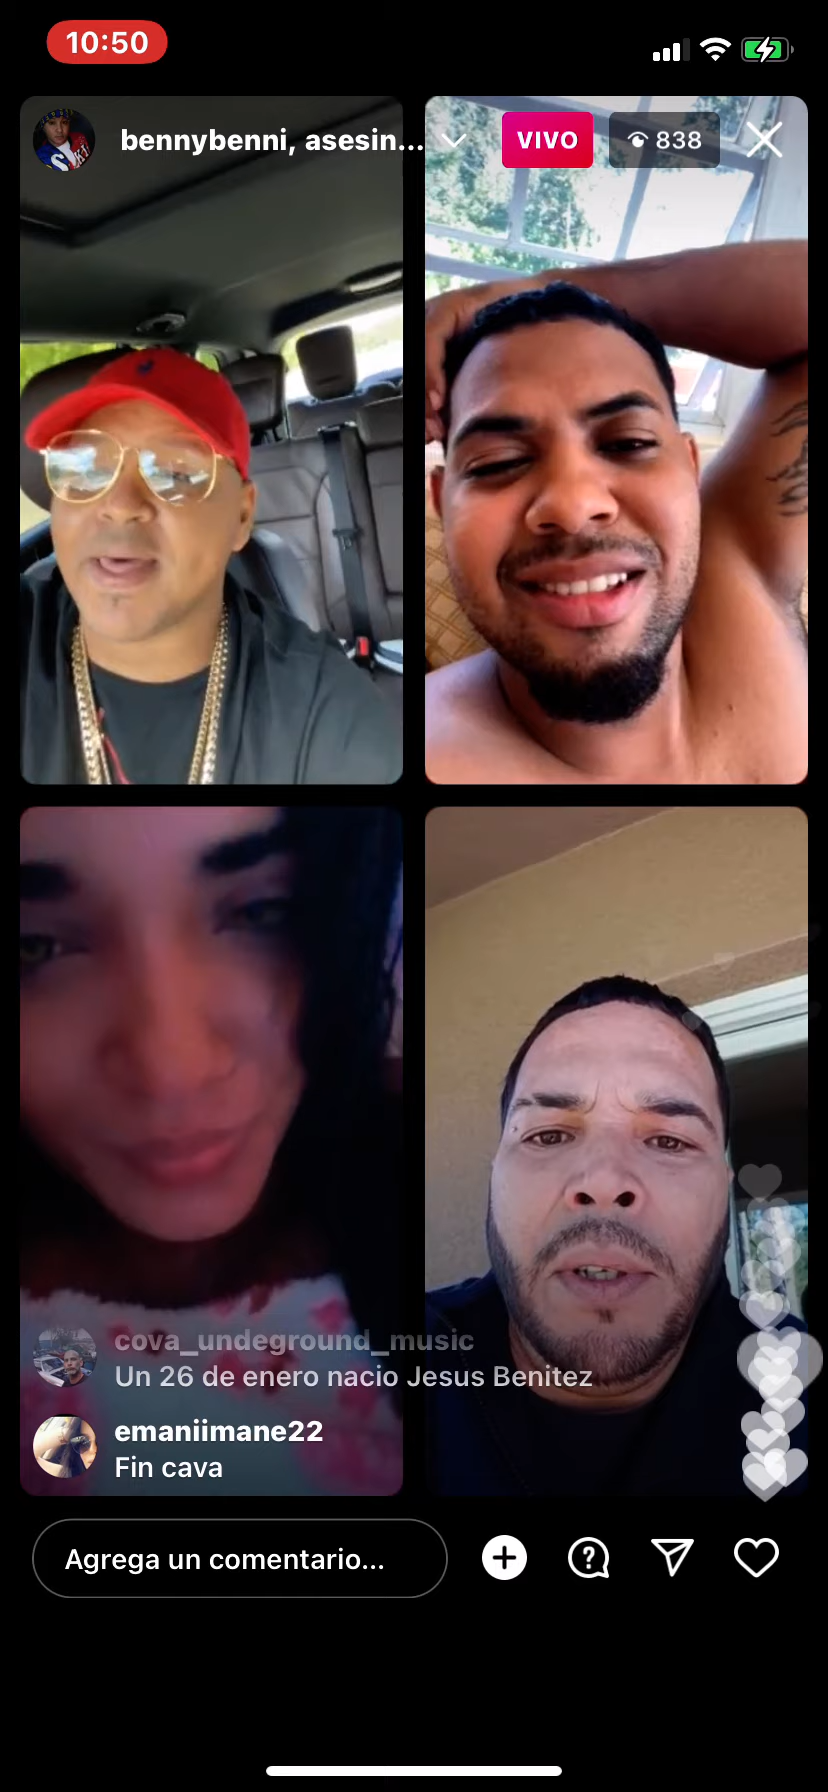 10:50
bennybenni, asesin...
VIVO
838
cova_undeground_music
Un 26 de enero nacio Jesus Benitez
emaniimane22
Fin cava
Agrega un comentario...